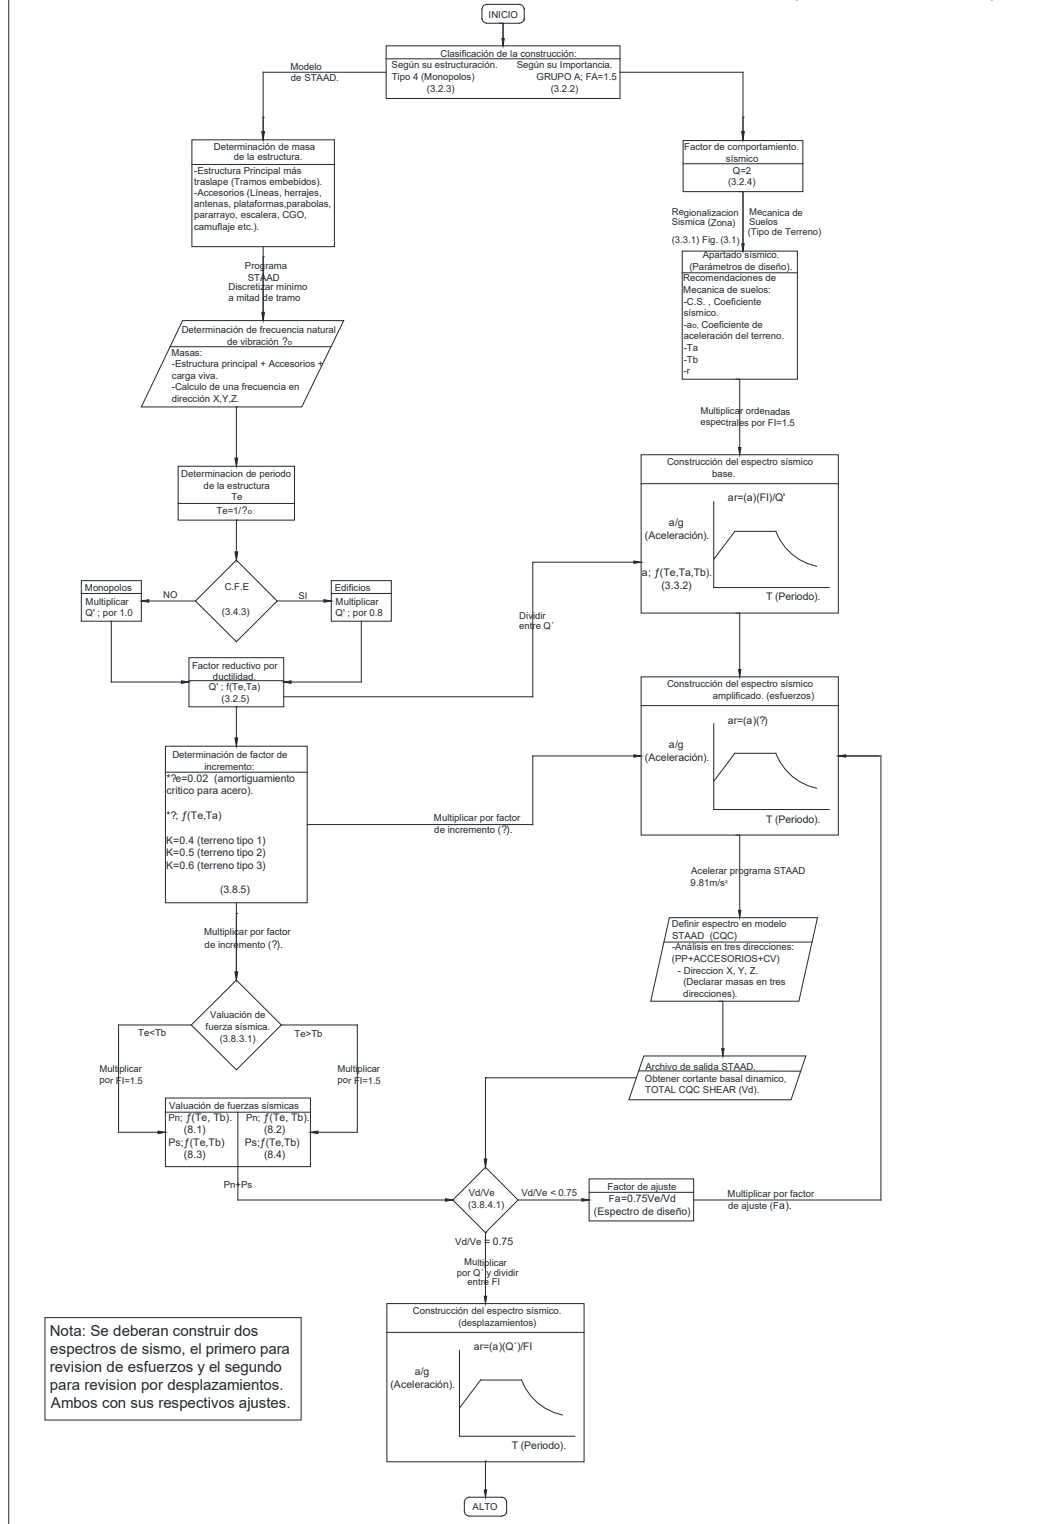 INICIO
Clasificación de la construcción:
Según su estructuración. Según su Importancia.
Tipo 4 (Monopolos) GRUPO A; FA=1.5
(3.2.3) (3.2.2)
Modelo
de STAAD.
Determinación de masa
de la estructura.
-Estructura Principal más
traslape (Tramos embebidos).
-Accesorios (Líneas, herrajes,
antenas, plataformas,parabolas,
pararrayo, escalera, CGO,
camuflaje etc.).
Factor de comportamiento.
sísmico
Q=2
(3.2.4)
Regionalizacion
Sismica (Zona)
(3.3.1) Fig. (3.1)
Mecanica de
Suelos
(Tipo de Terreno)
Apartado sísmico.
(Parámetros de diseño).
Recomendaciones de
Mecanica de suelos:
-C.S. , Coeficiente
sísmico.
-ao, Coeficiente de
aceleración del terreno.
-Ta
-Tb
-r
Programa
STAAD
Discretizar minimo
a mitad de tramo
Determinación de frecuencia natural
de vibración ?o
Masas:
-Estructura principal + Accesorios +
carga viva.
-Calculo de una frecuencia en
dirección X,Y,Z.
Multiplicar ordenadas
espectrales por FI=1.5
Determinacion de periodo
de la estructura
Te
Te=1/?o
Construcción del espectro sísmico
base.
ar=(a)(FI)/Q'
a/g
(Aceleración).
a; ƒ(Te,Ta,Tb).
(3.3.2)
T (Periodo).
C.F.E
(3.4.3)
NO
SI
Monopolos
Multiplicar
Q' ; por 1.0
Edificios
Multiplicar
Q' ; por 0.8
Dividir
entre Q´
Factor reductivo por
ductilidad.
Q' ; f(Te,Ta)
(3.2.5)
Construcción del espectro sísmico
amplificado. (esfuerzos)
ar=(a)(?)
a/g
(Aceleración).
T (Periodo).
Determinación de factor de
incremento:
*?e=0.02 (amortiguamiento
critico para acero).
*?; ƒ(Te,Ta)
K=0.4 (terreno tipo 1)
K=0.5 (terreno tipo 2)
K=0.6 (terreno tipo 3)
(3.8.5)
Multiplicar por factor
de incremento (?).
Acelerar programa STAAD
9.81m/s²
Multiplicar por factor
de incremento (?).
Definir espectro en modelo
STAAD (CQC)
-Análisis en tres direcciones:
(PP+ACCESORIOS+CV)
- Direccion X, Y, Z.
(Declarar masas en tres
direcciones).
Valuación de
fuerza sísmica.
(3.8.3.1)
Te<Tb
Te>Tb
Multiplicar
por FI=1.5
Multiplicar
por FI=1.5
Archivo de salida STAAD.
Obtener cortante basal dinamico,
TOTAL CQC SHEAR (Vd).
Valuación de fuerzas sísmicas
Pn; ƒ(Te, Tb). Pn; ƒ(Te, Tb).
(8.1) (8.2)
Ps;ƒ(Te,Tb) Ps;ƒ(Te,Tb)
(8.3) (8.4)
Pn+Ps
Vd/Ve
(3.8.4.1)
Vd/Ve < 0.75
Factor de ajuste
Fa=0.75Ve/Vd
(Espectro de diseño)
Multiplicar por factor
de ajuste (Fa).
Vd/Ve = 0.75
Multiplicar
por Q´ y dividir
entre FI
Construcción del espectro sísmico.
(desplazamientos)
ar=(a)(Q´)/FI
a/g
(Aceleración).
T (Periodo).
Nota: Se deberan construir dos
espectros de sismo, el primero para
revision de esfuerzos y el segundo
para revision por desplazamientos.
Ambos con sus respectivos ajustes.
ALTO